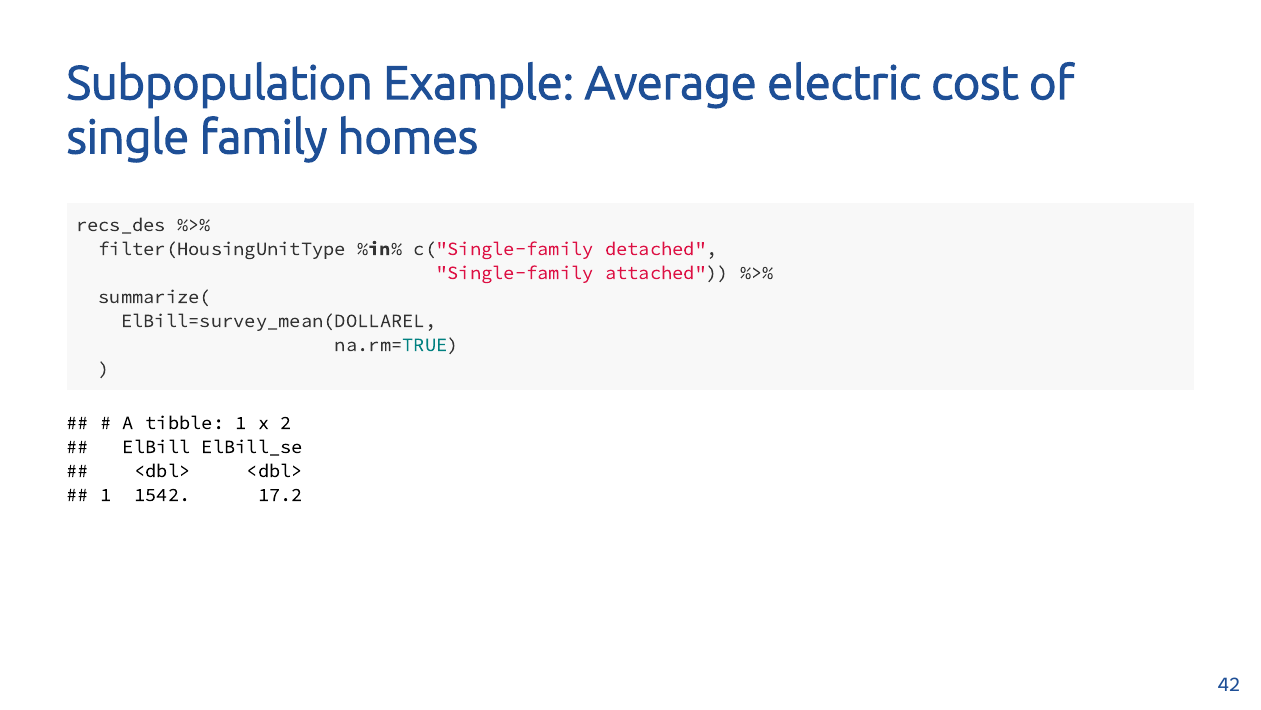 Subpopulation Example: Average electric cost of
single family homes
recs_des %>%
  filter(HousingUnitType %in% c("Single-family detached",
                                "Single-family attached")) %>%
  summarize(
    ElBill=survey_mean(DOLLAREL,
                       na.rm=TRUE)
  )
## # A tibble: 1 x 2
##   ElBill ElBill_se
##    <dbl>     <dbl>
## 1  1542.      17.2
42